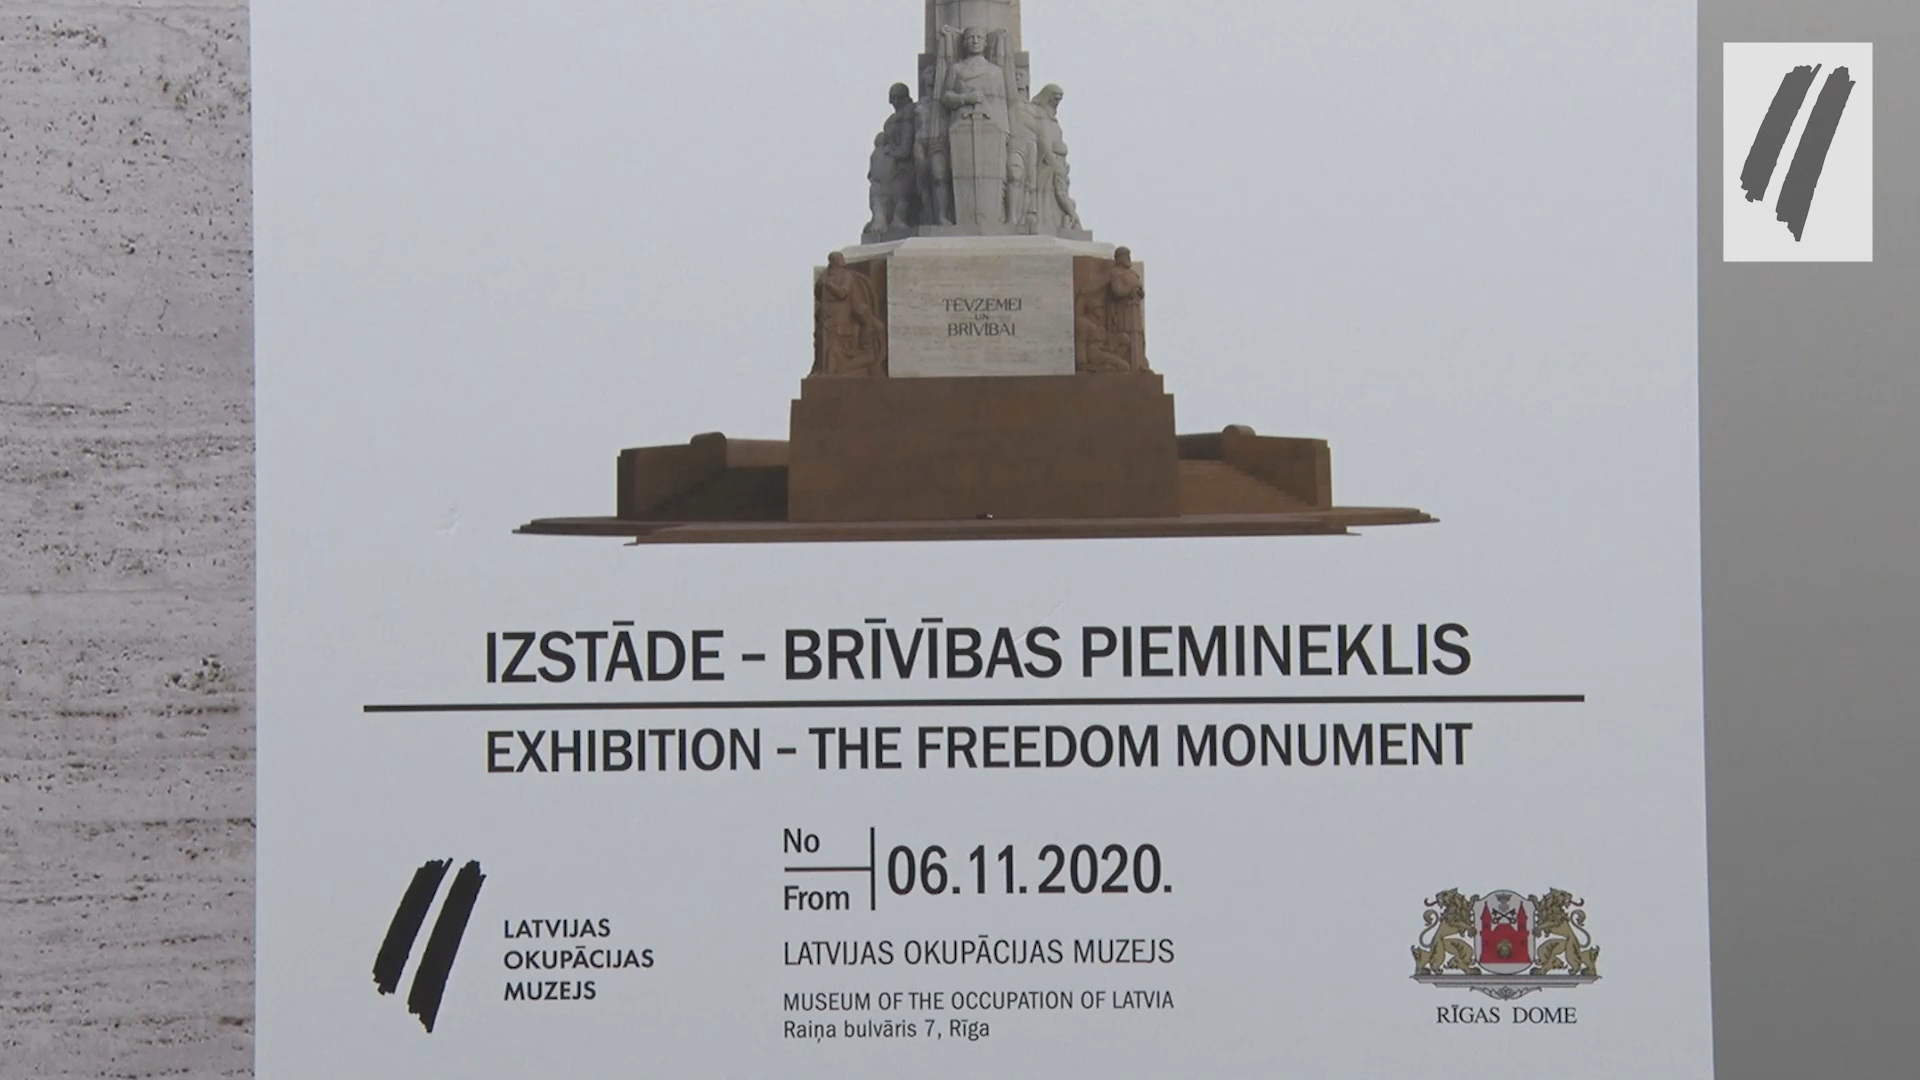 TĒVZEMEI
UN
BRĪVĪBAI
IZSTĀDE – BRĪVĪBAS PIEMINEKLIS
EXHIBITION – THE FREEDOM MONUMENT
No
From
06.11.2020.
LATVIJAS
OKUPĀCIJAS
MUZEJS
LATVIJAS OKUPĀCIJAS MUZEJS
MUSEUM OF THE OCCUPATION OF LATVIA
Raiņa bulvāris 7, Rīga
RĪGAS DOME